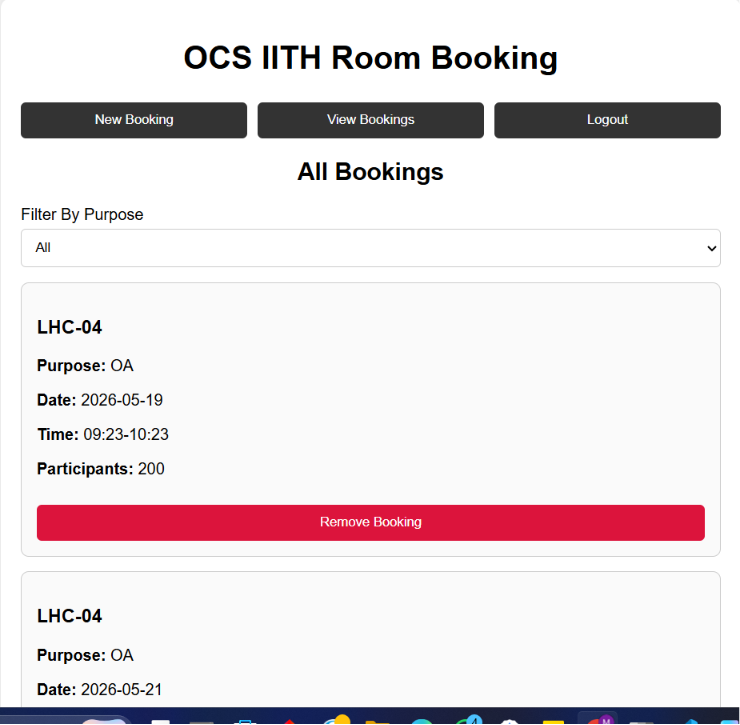 OCS IITH Room Booking
New Booking View Bookings Logout
All Bookings
Filter By Purpose
All
LHC-04
Purpose: OA
Date: 2026-05-19
Time: 09:23-10:23
Participants: 200
Remove Booking
LHC-04
Purpose: OA
Date: 2026-05-21